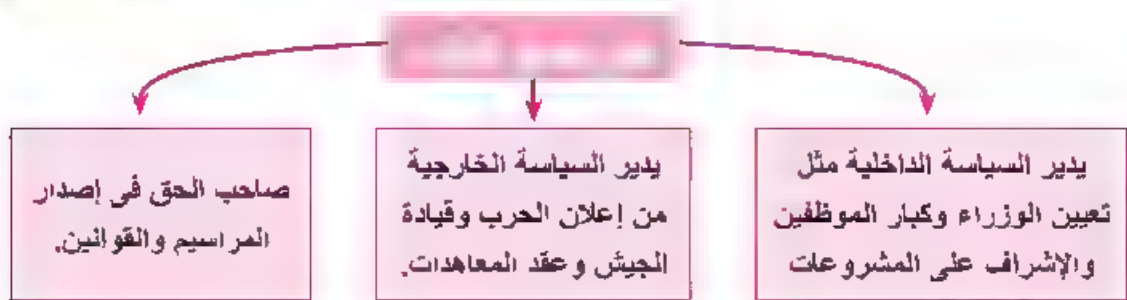 يدير السياسة الداخلية مثل
تعيين الوزراء وكبار الموظفين
والإشراف على المشروعات
يدير السياسة الخارجية
من إعلان الحرب وقيادة
الجيش وعقد المعاهدات.
صاحب الحق فى إصدار
المراسيم والقوانين.